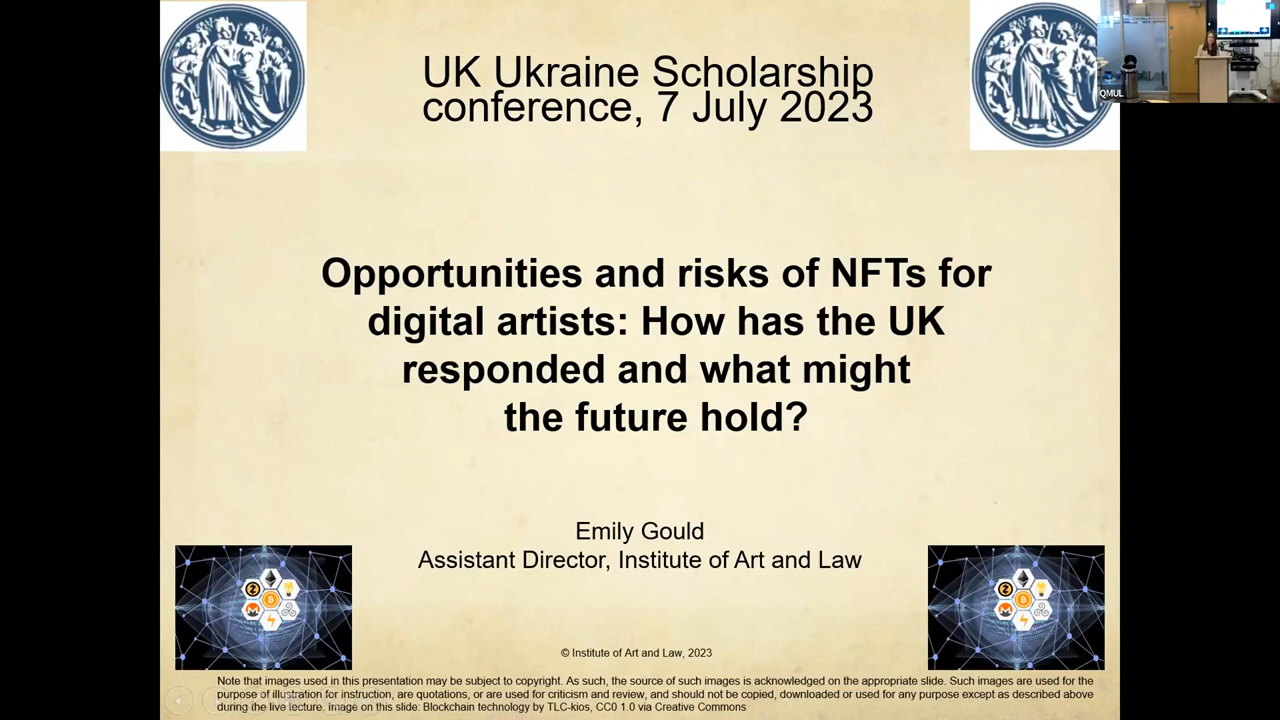 UK Ukraine Scholarship
conference, 7 July 2023
QMUL
Opportunities and risks of NFTs for
digital artists: How has the UK
responded and what might
the future hold?
Emily Gould
Assistant Director, Institute of Art and Law
© Institute of Art and Law, 2023
Note that images used in this presentation may be subject to copyright. As such, the source of such images is acknowledged on the appropriate slide. Such images are used for the
purpose of illustration for instruction, are quotations, or are used for criticism and review, and should not be copied, downloaded or used for any purpose except as described above
during the live lecture. Image on this slide: Blockchain technology by TLC-kios, CC0 1.0 via Creative Commons